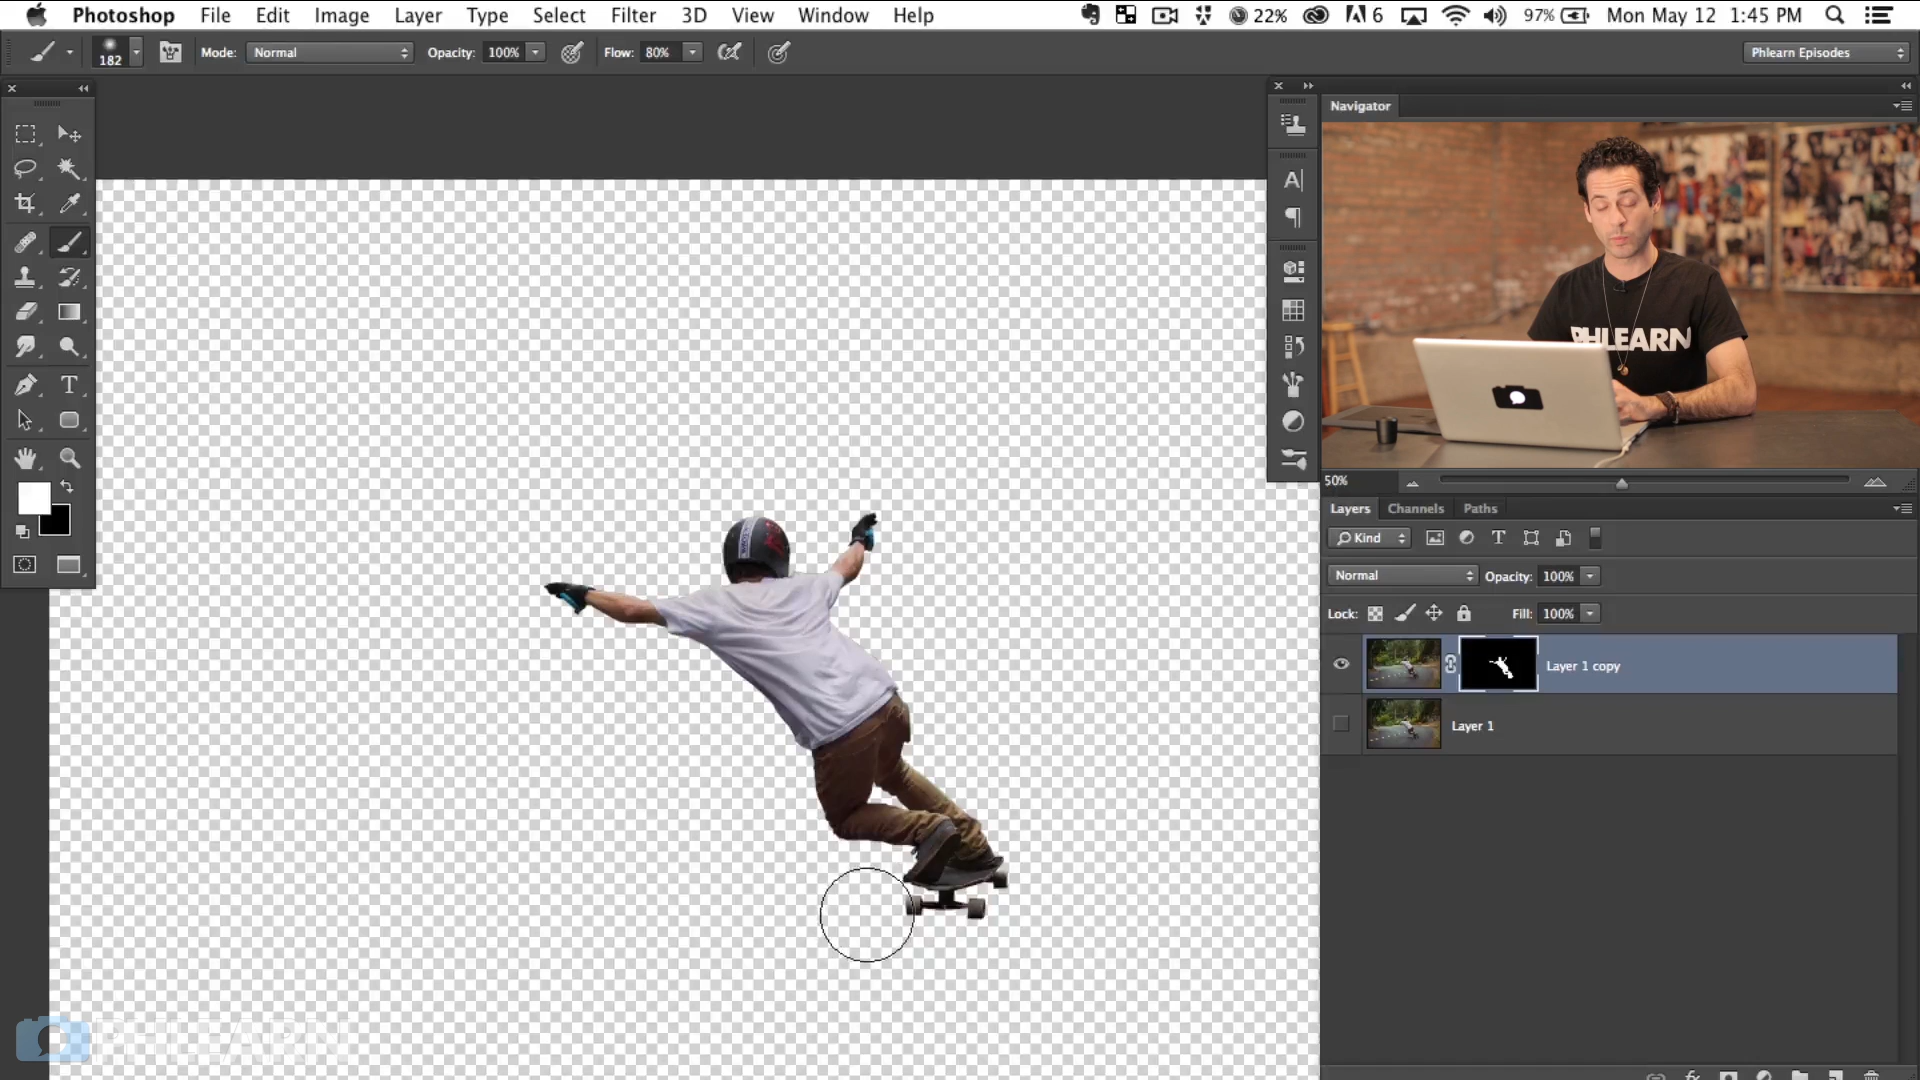 Photoshop File Edit Image Layer Type Select Filter 3D View Window Help 22% 6 97% Mon May 12 1:45 PM
182 Mode: Normal Opacity: 100% Flow: 80% Phlearn Episodes
Navigator
PHLEARN
50%
Layers Channels Paths
Kind
Normal Opacity: 100%
Lock: Fill: 100%
Layer 1 copy
Layer 1